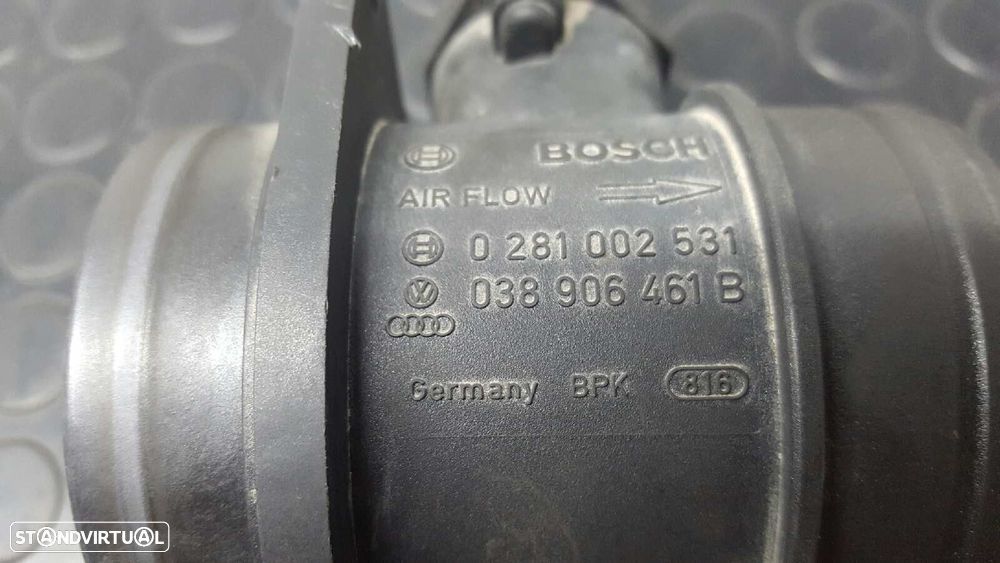 BOSCH
AIR FLOW
0 281 002 531
038 906 461 B
Germany BPK 816
STANDVIRTUAL